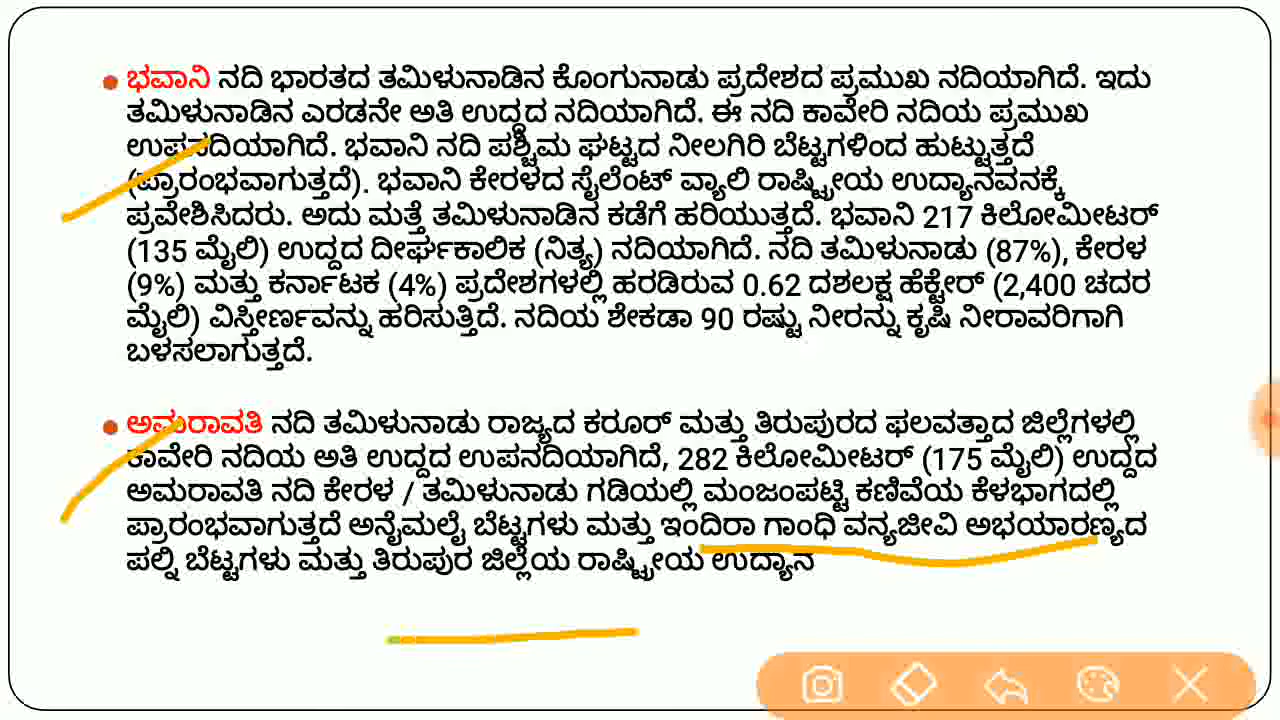 ಭವಾನಿ ನದಿ ಭಾರತದ ತಮಿಳುನಾಡಿನ ಕೊಂಗುನಾಡು ಪ್ರದೇಶದ ಪ್ರಮುಖ ನದಿಯಾಗಿದೆ. ಇದು
ತಮಿಳುನಾಡಿನ ಎರಡನೇ ಅತಿ ಉದ್ದದ ನದಿಯಾಗಿದೆ. ಈ ನದಿ ಕಾವೇರಿ ನದಿಯ ಪ್ರಮುಖ
ಉಪನದಿಯಾಗಿದೆ. ಭವಾನಿ ನದಿ ಪಶ್ಚಿಮ ಘಟ್ಟದ ನೀಲಗಿರಿ ಬೆಟ್ಟಗಳಿಂದ ಹುಟ್ಟುತ್ತದೆ
(ಪ್ರಾರಂಭವಾಗುತ್ತದೆ). ಭವಾನಿ ಕೇರಳದ ಸೈಲೆಂಟ್ ವ್ಯಾಲಿ ರಾಷ್ಟ್ರೀಯ ಉದ್ಯಾನವನಕ್ಕೆ
ಪ್ರವೇಶಿಸಿದರು. ಅದು ಮತ್ತೆ ತಮಿಳುನಾಡಿನ ಕಡೆಗೆ ಹರಿಯುತ್ತದೆ. ಭವಾನಿ 217 ಕಿಲೋಮೀಟರ್
(135 ಮೈಲಿ) ಉದ್ದದ ದೀರ್ಘಕಾಲಿಕ (ನಿತ್ಯ) ನದಿಯಾಗಿದೆ. ನದಿ ತಮಿಳುನಾಡು (87%), ಕೇರಳ
(9%) ಮತ್ತು ಕರ್ನಾಟಕ (4%) ಪ್ರದೇಶಗಳಲ್ಲಿ ಹರಡಿರುವ 0.62 ದಶಲಕ್ಷ ಹೆಕ್ಟೇರ್ (2,400 ಚದರ
ಮೈಲಿ) ವಿಸ್ತೀರ್ಣವನ್ನು ಹರಿಸುತ್ತಿದೆ. ನದಿಯ ಶೇಕಡಾ 90 ರಷ್ಟು ನೀರನ್ನು ಕೃಷಿ ನೀರಾವರಿಗಾಗಿ
ಬಳಸಲಾಗುತ್ತದೆ.
ಅಮರಾವತಿ ನದಿ ತಮಿಳುನಾಡು ರಾಜ್ಯದ ಕರೂರ್ ಮತ್ತು ತಿರುಪುರದ ಫಲವತ್ತಾದ ಜಿಲ್ಲೆಗಳಲ್ಲಿ
ಕಾವೇರಿ ನದಿಯ ಅತಿ ಉದ್ದದ ಉಪನದಿಯಾಗಿದೆ, 282 ಕಿಲೋಮೀಟರ್ (175 ಮೈಲಿ) ಉದ್ದದ
ಅಮರಾವತಿ ನದಿ ಕೇರಳ / ತಮಿಳುನಾಡು ಗಡಿಯಲ್ಲಿ ಮಂಜಂಪಟ್ಟಿ ಕಣಿವೆಯ ಕೆಳಭಾಗದಲ್ಲಿ
ಪ್ರಾರಂಭವಾಗುತ್ತದೆ ಅನೈಮಲೈ ಬೆಟ್ಟಗಳು ಮತ್ತು ಇಂದಿರಾ ಗಾಂಧಿ ವನ್ಯಜೀವಿ ಅಭಯಾರಣ್ಯದ
ಪಲ್ನಿ ಬೆಟ್ಟಗಳು ಮತ್ತು ತಿರುಪುರ ಜಿಲ್ಲೆಯ ರಾಷ್ಟ್ರೀಯ ಉದ್ಯಾನ